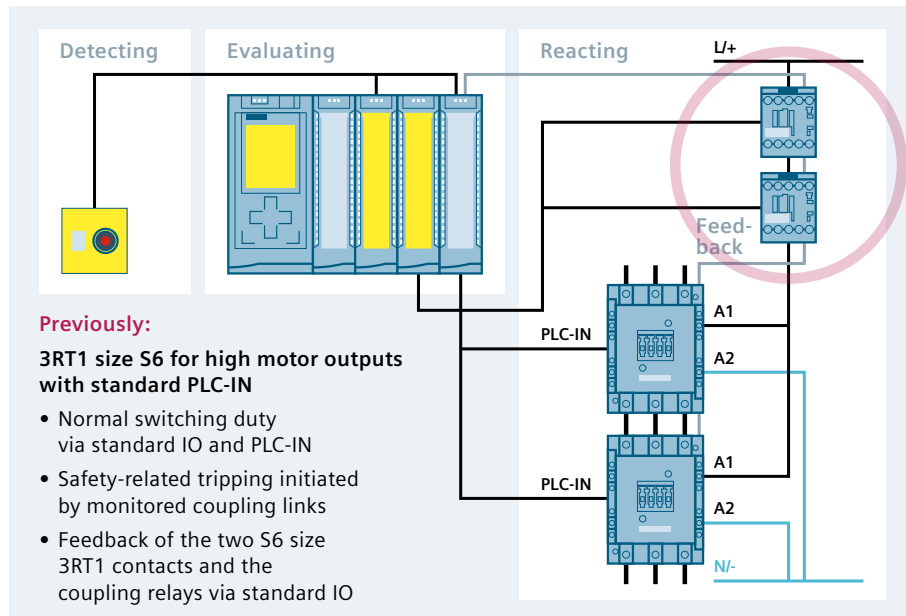 Detecting
Evaluating
Reacting
L/+
Feed-
back
A1
PLC-IN
A2
A1
PLC-IN
A2
N/-
Previously:
3RT1 size S6 for high motor outputs
with standard PLC-IN
• Normal switching duty
via standard IO and PLC-IN
• Safety-related tripping initiated
by monitored coupling links
• Feedback of the two S6 size
3RT1 contacts and the
coupling relays via standard IO